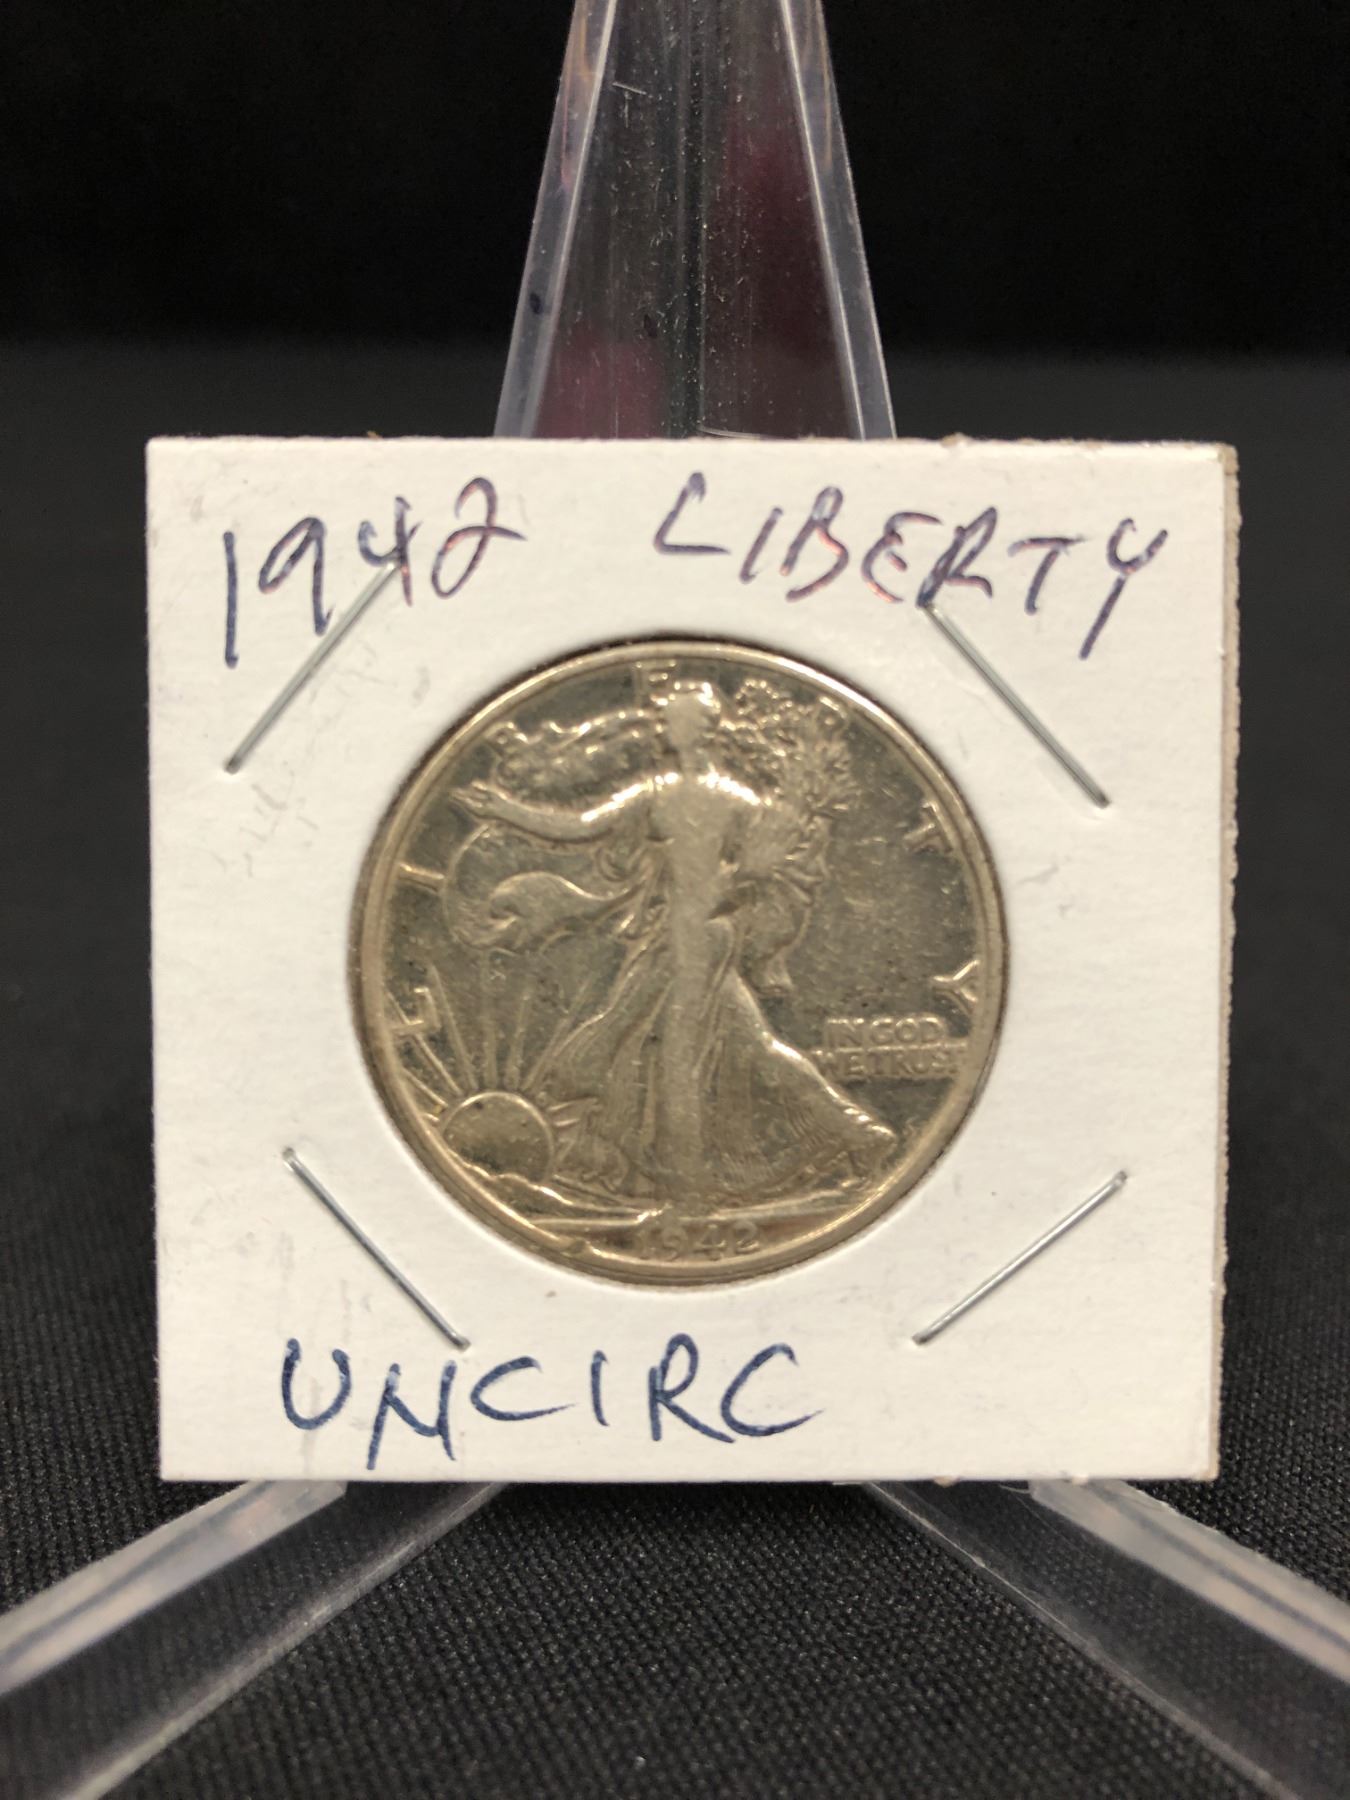 1942 LIBERTY
LIBERTY
IN GOD
WE TRUST
1942
UNCIRC